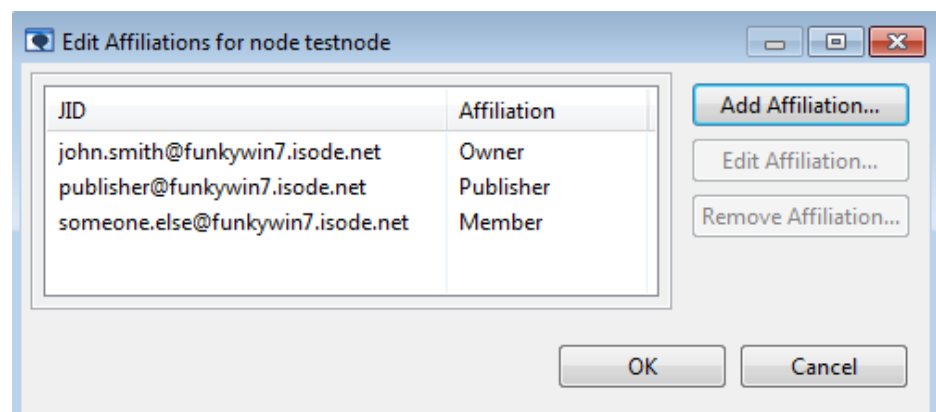 Edit Affiliations for node testnode
JID Affiliation
john.smith@funkywin7.isode.net Owner
publisher@funkywin7.isode.net Publisher
someone.else@funkywin7.isode.net Member
Add Affiliation...
Edit Affiliation...
Remove Affiliation...
OK Cancel